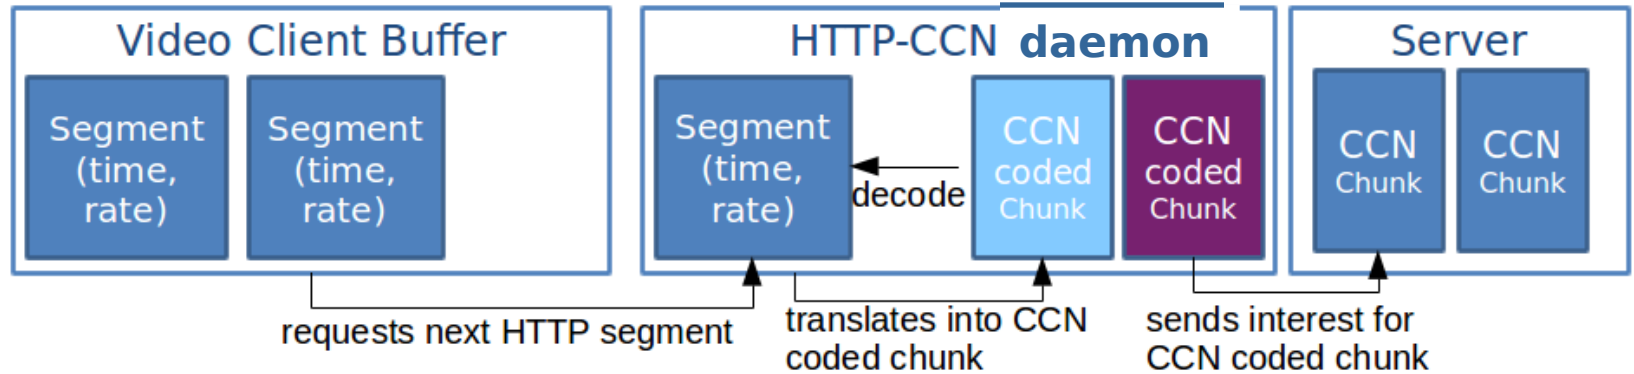 Video Client Buffer
Segment
(time,
rate)
Segment
(time,
rate)
requests next HTTP segment
HTTP-CCN daemon
Segment
(time,
rate)
decode
CCN
coded
Chunk
CCN
coded
Chunk
translates into CCN
coded chunk
Server
CCN
Chunk
CCN
Chunk
sends interest for
CCN coded chunk